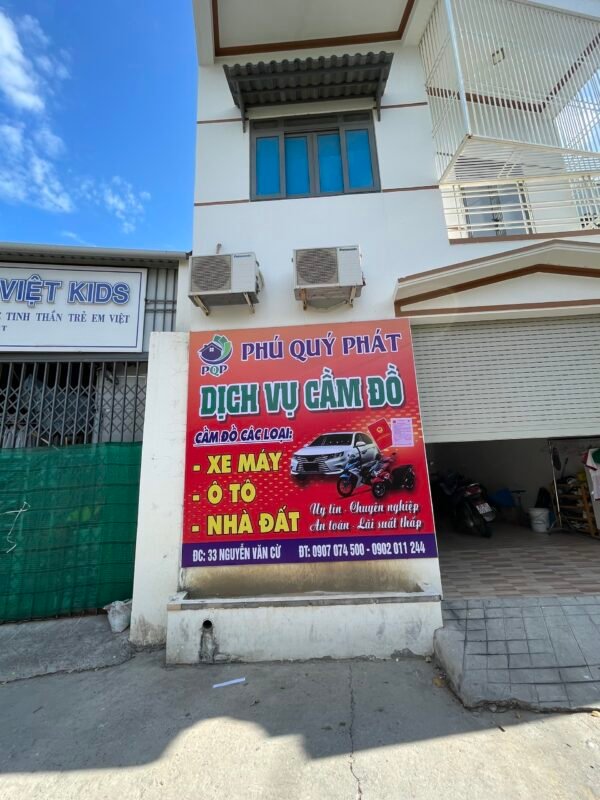 VIỆT KIDS
TINH THẦN TRẺ EM VIỆT
T
Panasonic
Panasonic
PQP
PHÚ QUÝ PHÁT
DỊCH VỤ CẦM ĐỒ
CẦM ĐỒ CÁC LOẠI:
- XE MÁY
- Ô TÔ
- NHÀ ĐẤT
Uy tín - Chuyên nghiệp
An toàn - Lãi suất thấp
ĐC: 33 NGUYỄN VĂN CỪ ĐT: 0907 074 500 - 0902 011 244